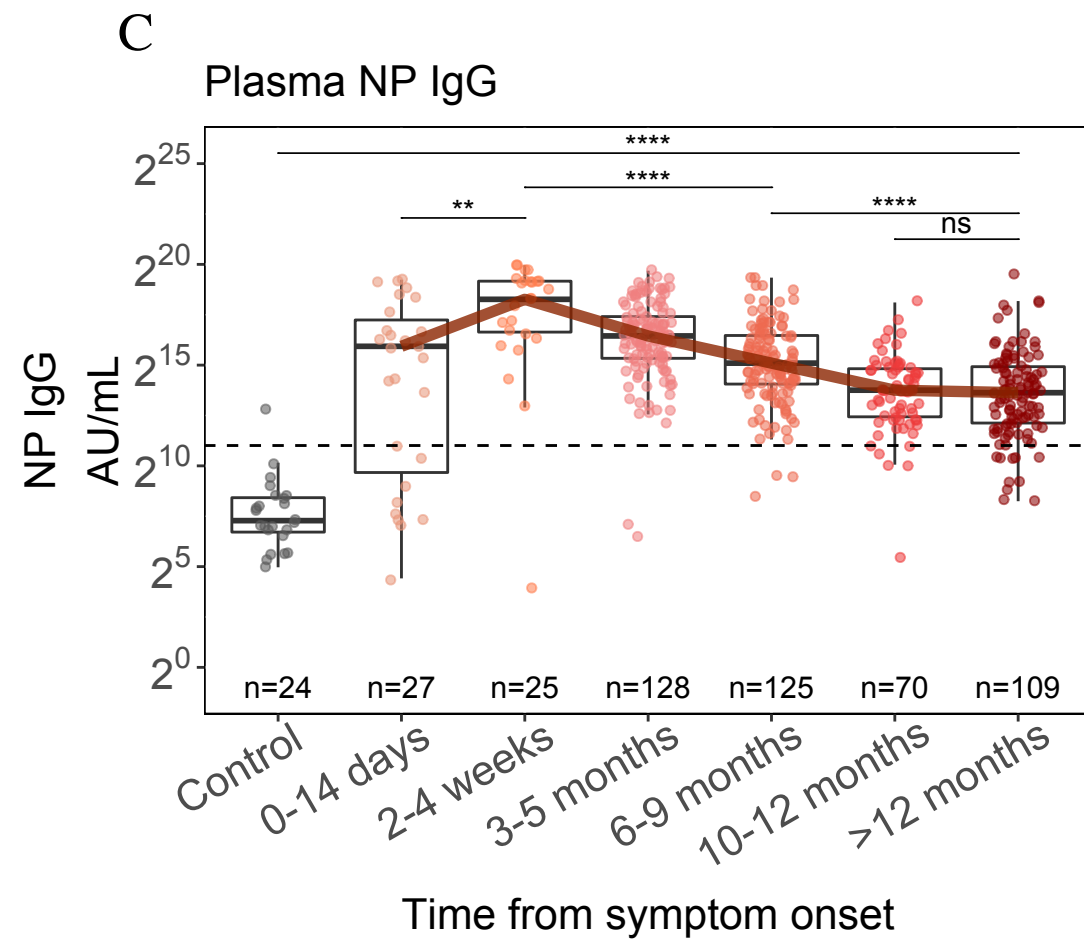 C
Plasma NP IgG
NP IgG
AU/mL
2^25
2^20
2^15
2^10
2^5
2^0
****
****
**
****
ns
n=24 n=27 n=25 n=128 n=125 n=70 n=109
Control 0-14 days 2-4 weeks 3-5 months 6-9 months 10-12 months >12 months
Time from symptom onset